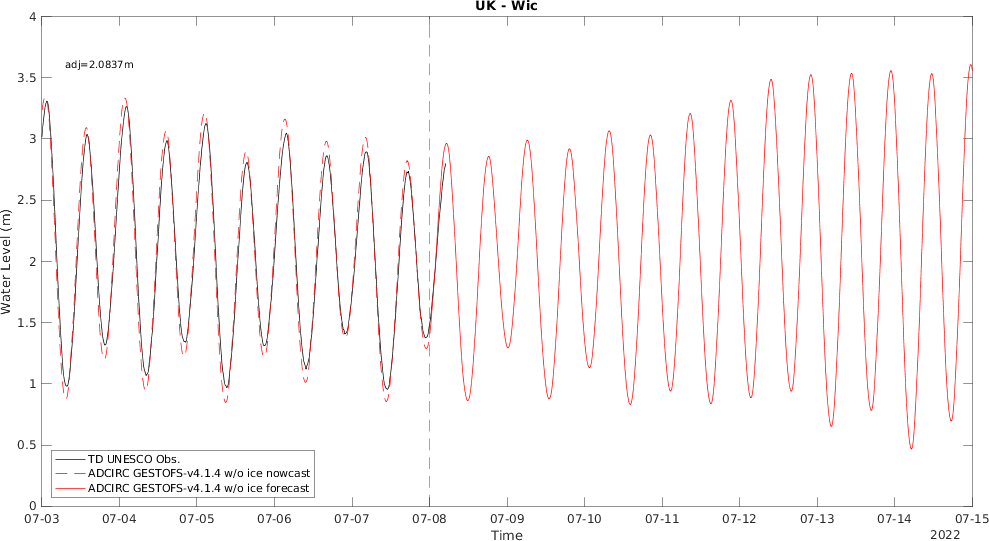 UK - Wic
4
3.5
3
2.5
2
1.5
1
0.5
0
Water Level (m)
adj=2.0837m
TD UNESCO Obs.
ADCIRC GESTOFS-v4.1.4 w/o ice nowcast
ADCIRC GESTOFS-v4.1.4 w/o ice forecast
07-03 07-04 07-05 07-06 07-07 07-08 07-09 07-10 07-11 07-12 07-13 07-14 07-15
Time
2022